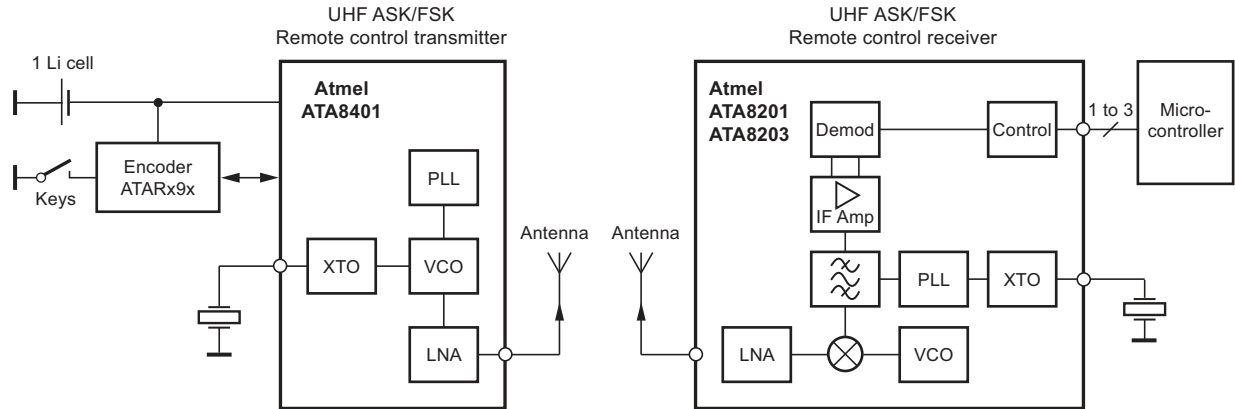 UHF ASK/FSK
Remote control transmitter
1 Li cell
Atmel
ATA8401
Encoder
ATARx9x
Keys
PLL
XTO
VCO
LNA
Antenna
UHF ASK/FSK
Remote control receiver
Antenna
Atmel
ATA8201
ATA8203
Demod
Control
1 to 3
Micro-
controller
IF Amp
PLL
XTO
LNA
VCO